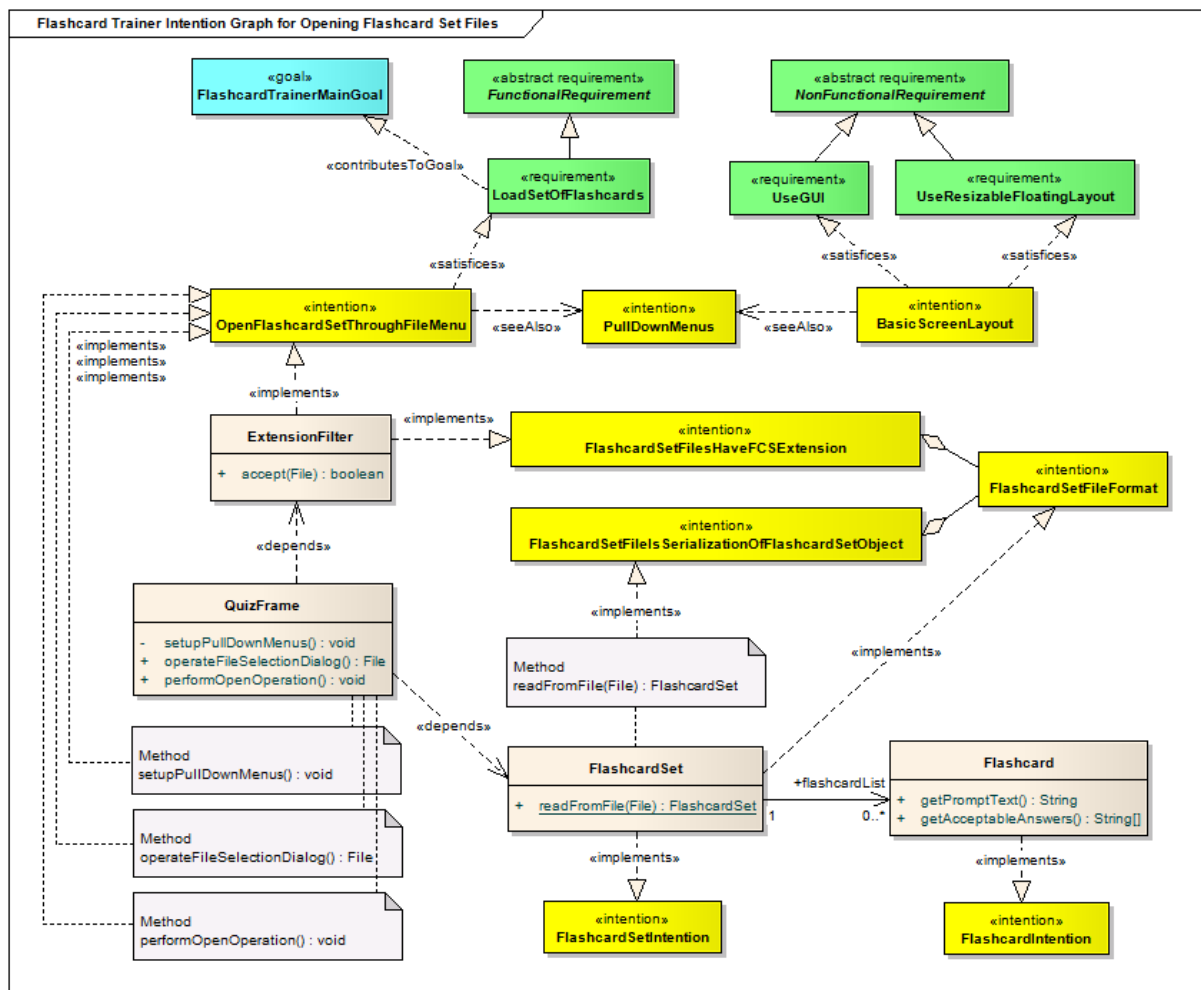 Flashcard Trainer Intention Graph for Opening Flashcard Set Files
«goal»
FlashcardTrainerMainGoal
«abstract requirement»
FunctionalRequirement
«abstract requirement»
NonFunctionalRequirement
«contributesToGoal»
«requirement»
LoadSetOfFlashcards
«requirement»
UseGUI
«requirement»
UseResizableFloatingLayout
«satisfices»
«satisfices»
«satisfices»
«intention»
OpenFlashcardSetThroughFileMenu
«seeAlso»
«intention»
PullDownMenus
«seeAlso»
«intention»
BasicScreenLayout
«implements»
«implements»
«implements»
«implements»
ExtensionFilter
+ accept(File) : boolean
«implements»
«intention»
FlashcardSetFilesHaveFCSExtension
«intention»
FlashcardSetFileFormat
«intention»
FlashcardSetFileIsSerializationOfFlashcardSetObject
«depends»
QuizFrame
- setupPullDownMenus() : void
+ operateFileSelectionDialog() : File
+ performOpenOperation() : void
«implements»
Method
readFromFile(File) : FlashcardSet
«implements»
«depends»
Method
setupPullDownMenus() : void
FlashcardSet
+ readFromFile(File) : FlashcardSet
+flashcardList
1
0..*
Flashcard
+ getPromptText() : String
+ getAcceptableAnswers() : String[]
Method
operateFileSelectionDialog() : File
«implements»
«implements»
Method
performOpenOperation() : void
«intention»
FlashcardSetIntention
«intention»
FlashcardIntention